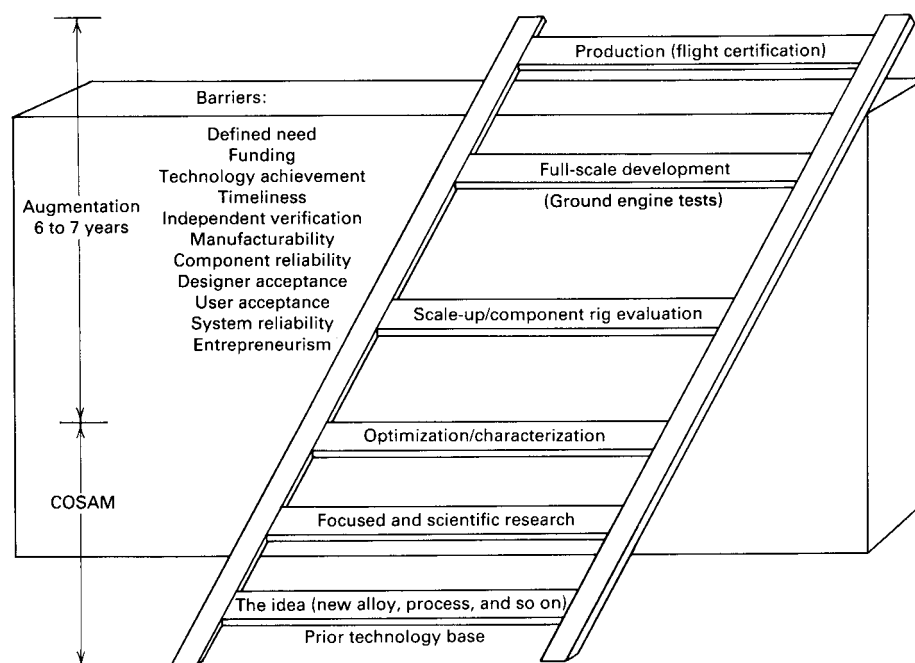 Production (flight certification)
Barriers:
Defined need
Funding
Technology achievement
Timeliness
Independent verification
Manufacturability
Component reliability
Designer acceptance
User acceptance
System reliability
Entrepreneurism
Augmentation
6 to 7 years
Full-scale development
(Ground engine tests)
Scale-up/component rig evaluation
Optimization/characterization
COSAM
Focused and scientific research
The idea (new alloy, process, and so on)
Prior technology base